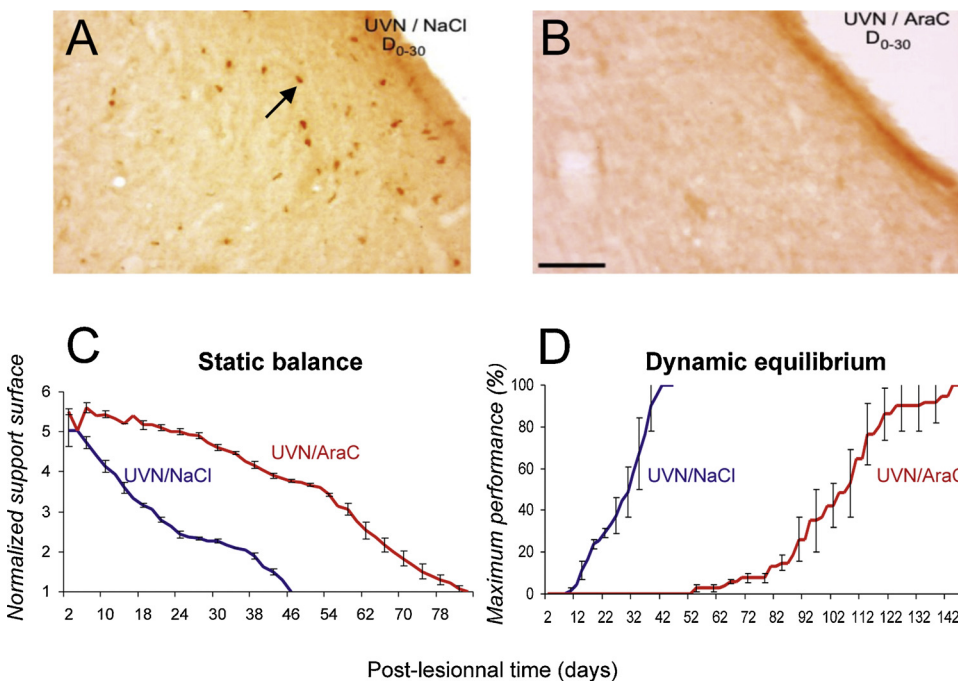 A
UVN / NaCl
D0-30
B
UVN / AraC
D0-30
C
Static balance
Normalized support surface
6
5
4
3
2
1
UVN/AraC
UVN/NaCl
2 10 18 24 30 38 46 54 62 70 78
D
Dynamic equilibrium
Maximum performance (%)
100
80
60
40
20
0
UVN/NaCl
UVN/AraC
2 12 22 32 42 52 62 72 82 92 102 112 122 132 142
Post-lesionnal time (days)